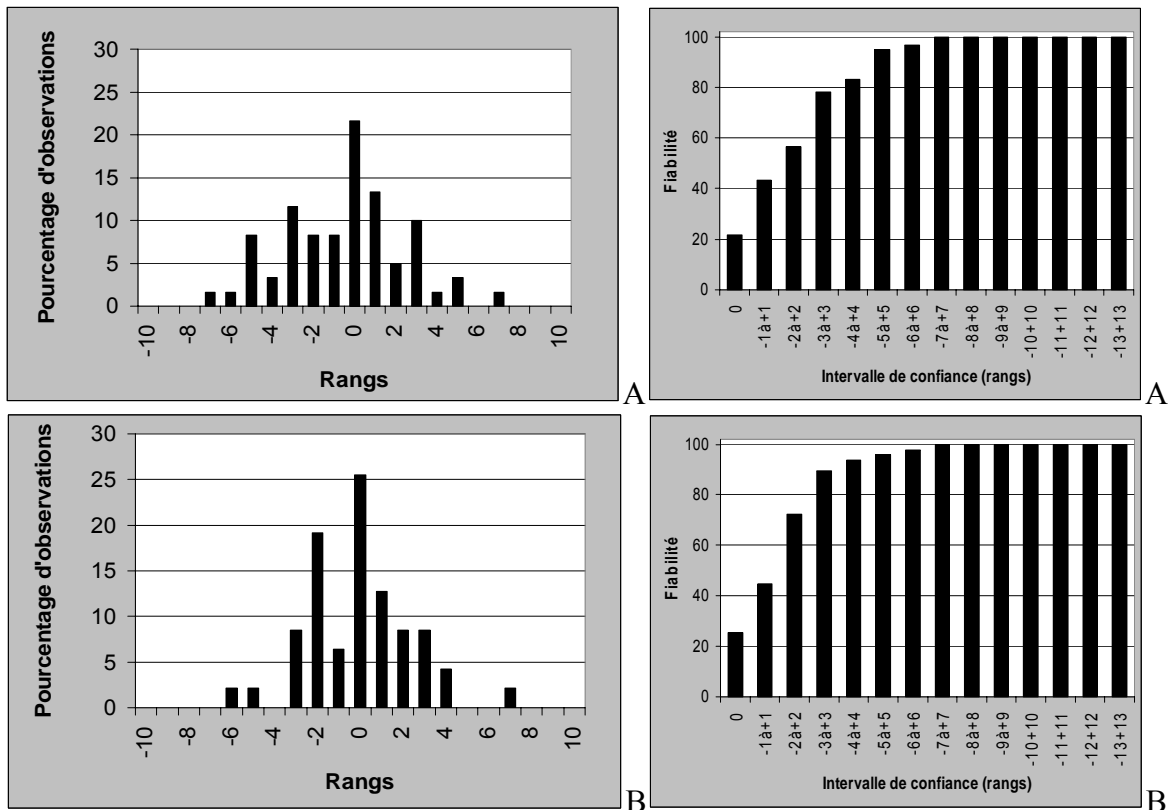 Pourcentage d'observations
30
25
20
15
10
5
0
-10
-8
-6
-4
-2
0
2
4
6
8
10
Rangs
A
Fiabilité
100
80
60
40
20
0
0
-1à+1
-2à+2
-3à+3
-4à+4
-5à+5
-6à+6
-7à+7
-8à+8
-9à+9
-10+10
-11+11
-12+12
-13+13
Intervalle de confiance (rangs)
A
Pourcentage d'observations
30
25
20
15
10
5
0
-10
-8
-6
-4
-2
0
2
4
6
8
10
Rangs
B
Fiabilité
100
80
60
40
20
0
0
-1à+1
-2à+2
-3à+3
-4à+4
-5à+5
-6à+6
-7à+7
-8à+8
-9à+9
-10+10
-11+11
-12+12
-13+13
Intervalle de confiance (rangs)
B